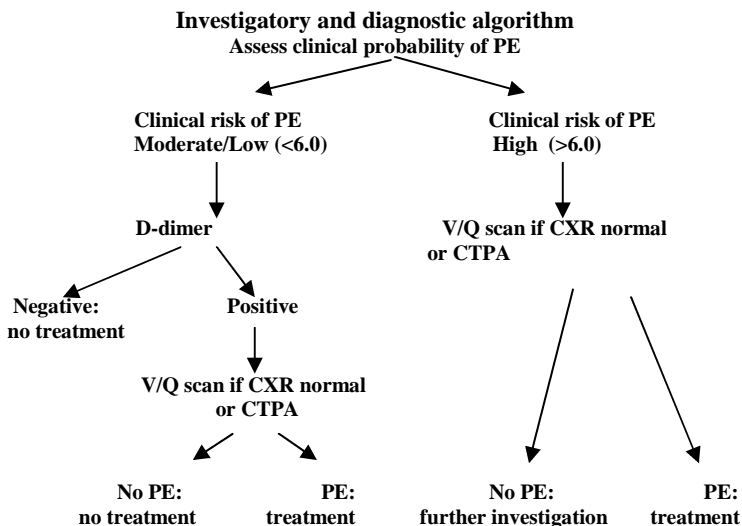 Investigatory and diagnostic algorithm
Assess clinical probability of PE
Clinical risk of PE
Moderate/Low (<6.0)
Clinical risk of PE
High (>6.0)
D-dimer
V/Q scan if CXR normal
or CTPA
Negative:
no treatment
Positive
V/Q scan if CXR normal
or CTPA
No PE:
no treatment
PE:
treatment
No PE:
further investigation
PE:
treatment